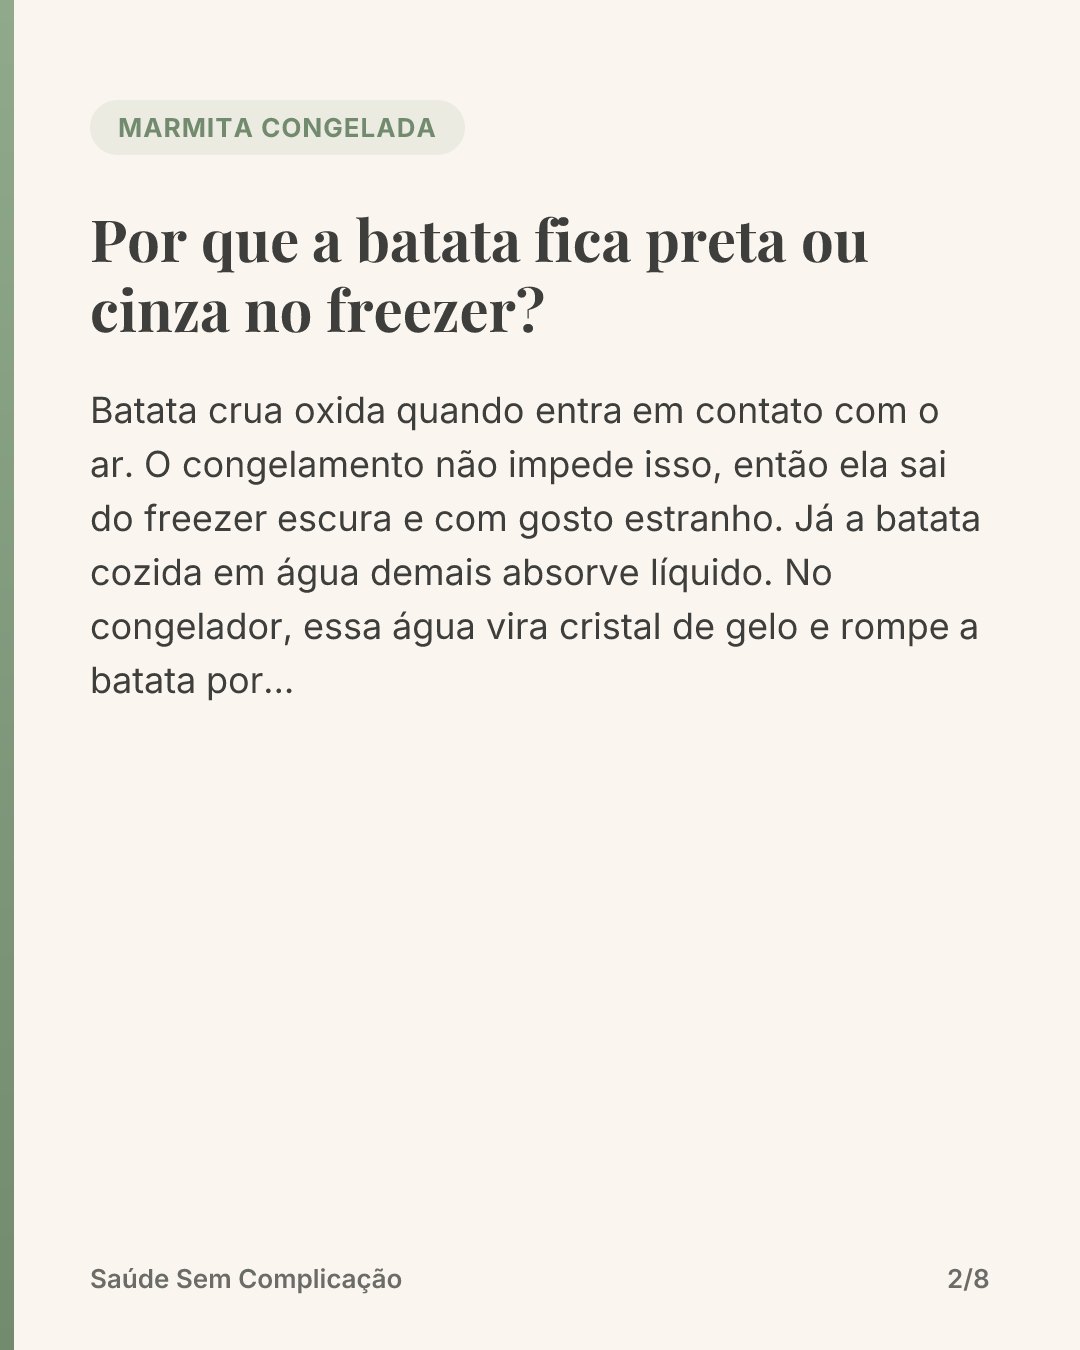 MARMITA CONGELADA
Por que a batata fica preta ou
cinza no freezer?
Batata crua oxida quando entra em contato com o
ar. O congelamento não impede isso, então ela sai
do freezer escura e com gosto estranho. Já a batata
cozida em água demais absorve líquido. No
congelador, essa água vira cristal de gelo e rompe a
batata por...
Saúde Sem Complicação
2/8